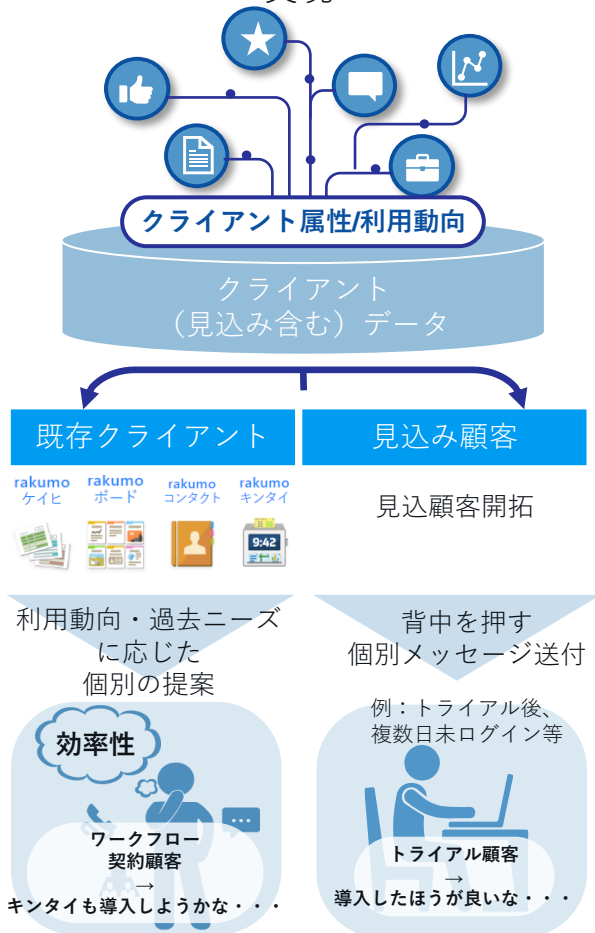 クライアント属性/利用動向
クライアント
（見込み含む）データ
既存クライアント
見込み顧客
rakumo
ケイヒ
rakumo
ボード
rakumo
コンタクト
rakumo
キンタイ
9:42
見込顧客開拓
利用動向・過去ニーズ
に応じた
個別の提案
背中を押す
個別メッセージ送付
例：トライアル後、
複数日未ログイン等
効率性
ワークフロー
契約顧客
→
キンタイも導入しようかな・・・
トライアル顧客
→
導入したほうが良いな・・・